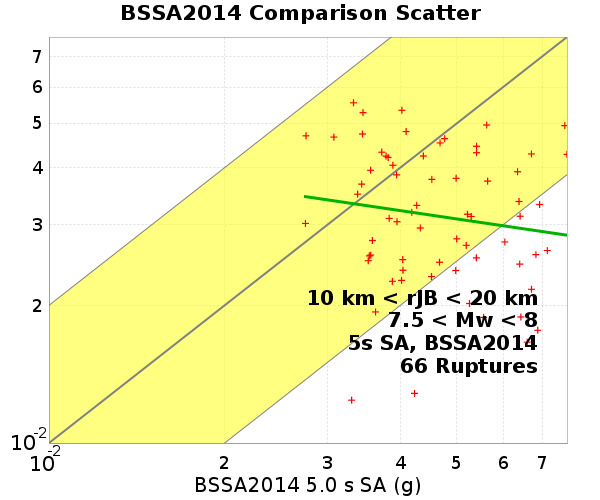 BSSA2014 Comparison Scatter
7
6
5
4
3
2
10^-2
10 km < rJB < 20 km
7.5 < Mw < 8
5s SA, BSSA2014
66 Ruptures
10^-2 2 3 4 5 6 7
BSSA2014 5.0 s SA (g)